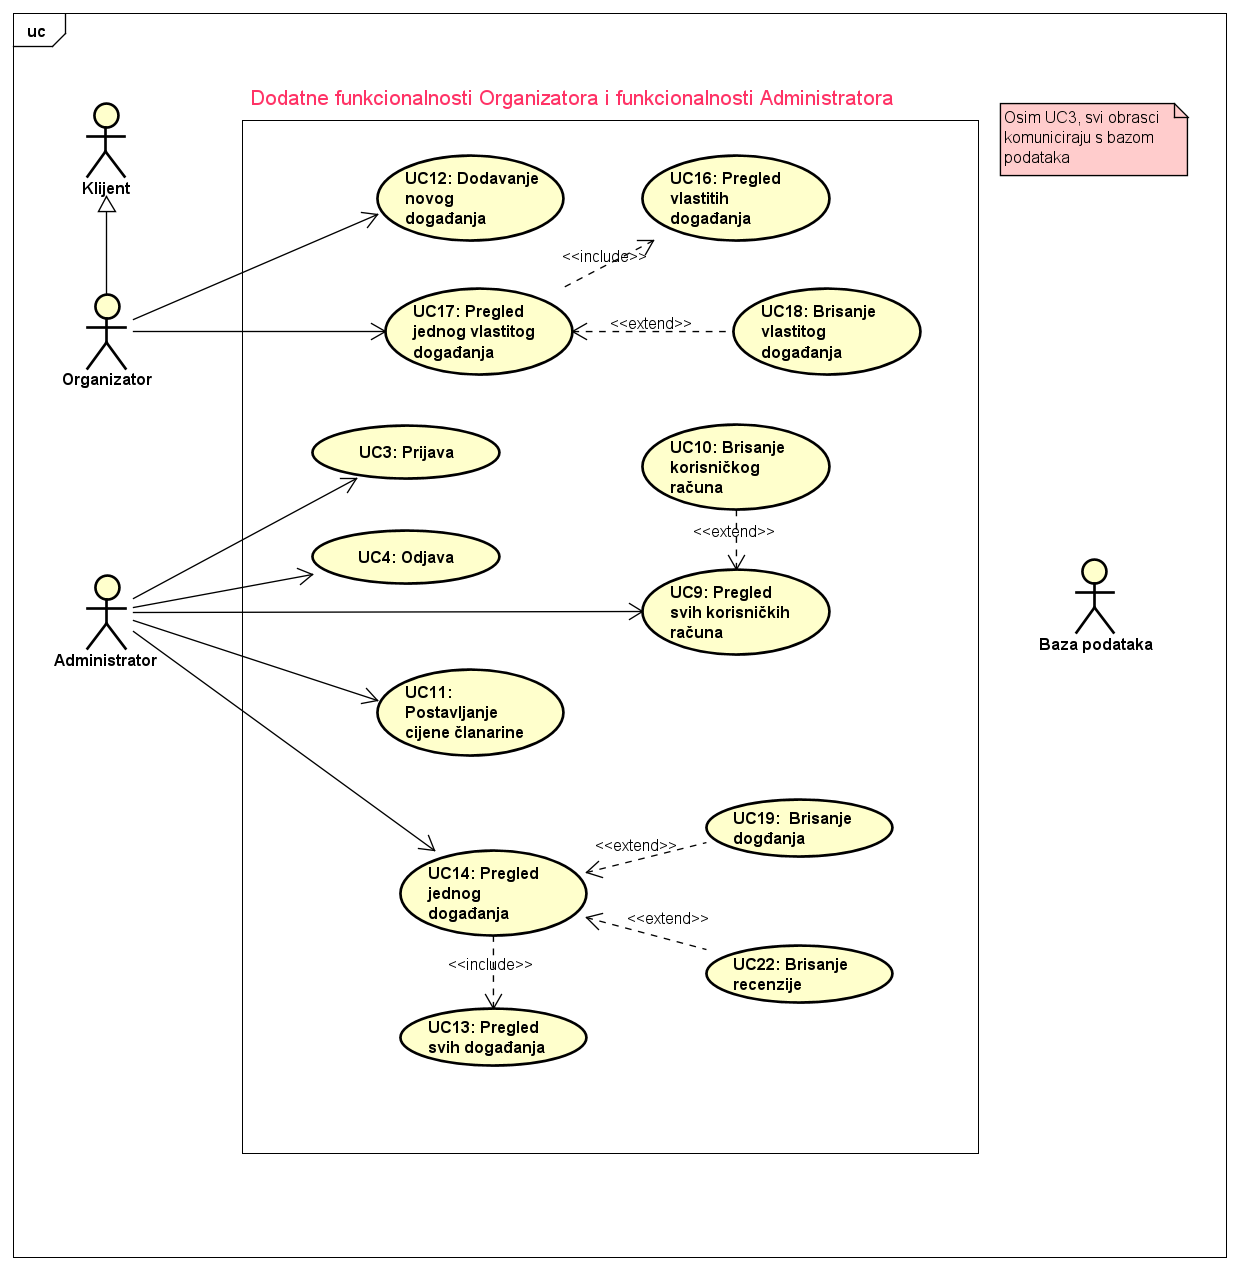 uc
Dodatne funkcionalnosti Organizatora i funkcionalnosti Administratora
Osim UC3, svi obrasci
komuniciraju s bazom
podataka
Klijent
UC12: Dodavanje
novog
događanja
UC16: Pregled
vlastitih
događanja
<<include>>
Organizator
UC17: Pregled
jednog vlastitog
događanja
<<extend>>
UC18: Brisanje
vlastitog
događanja
UC3: Prijava
UC10: Brisanje
korisničkog
računa
<<extend>>
UC4: Odjava
UC9: Pregled
svih korisničkih
računa
Administrator
Baza podataka
UC11:
Postavljanje
cijene članarine
UC19:  Brisanje
dogđanja
<<extend>>
UC14: Pregled
jednog
događanja
<<extend>>
UC22: Brisanje
recenzije
<<include>>
UC13: Pregled
svih događanja